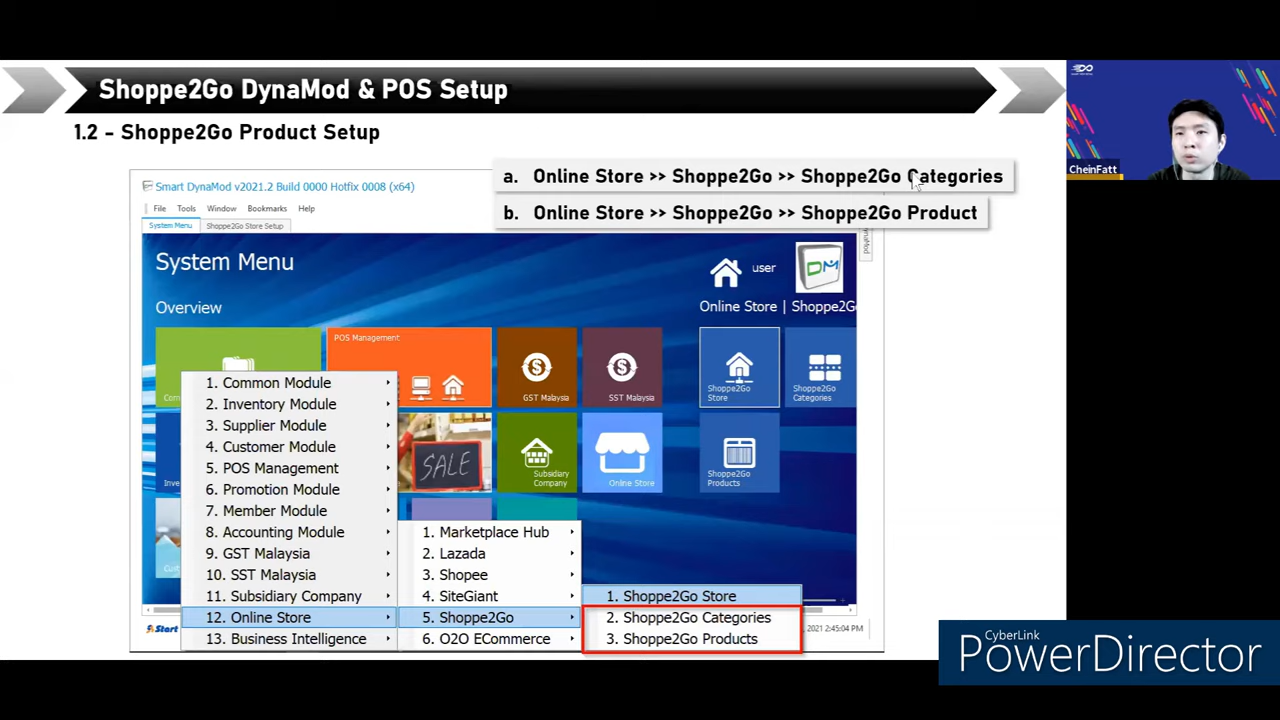 Shoppe2Go DynaMod & POS Setup
1.2 - Shoppe2Go Product Setup
a. Online Store >> Shoppe2Go >> Shoppe2Go Categories
b. Online Store >> Shoppe2Go >> Shoppe2Go Product
CheinFatt
Smart DynaMod v2021.2 Build 0000 Hotfix 0008 (x64)
File Tools Window Bookmarks Help
System Menu Shoppe2Go Store Setup
System Menu
user
DM
Overview
Online Store | Shoppe2Go
POS Management
GST Malaysia
SST Malaysia
Shoppe2Go Store
Shoppe2Go Categories
SALE
Subsidiary Company
Online Store
Shoppe2Go Products
1. Common Module
2. Inventory Module
3. Supplier Module
4. Customer Module
5. POS Management
6. Promotion Module
7. Member Module
8. Accounting Module
9. GST Malaysia
10. SST Malaysia
11. Subsidiary Company
12. Online Store
13. Business Intelligence
1. Marketplace Hub
2. Lazada
3. Shopee
4. SiteGiant
5. Shoppe2Go
6. O2O ECommerce
1. Shoppe2Go Store
2. Shoppe2Go Categories
3. Shoppe2Go Products
Start
, 2021 2:45:04 PM
CyberLink
PowerDirector